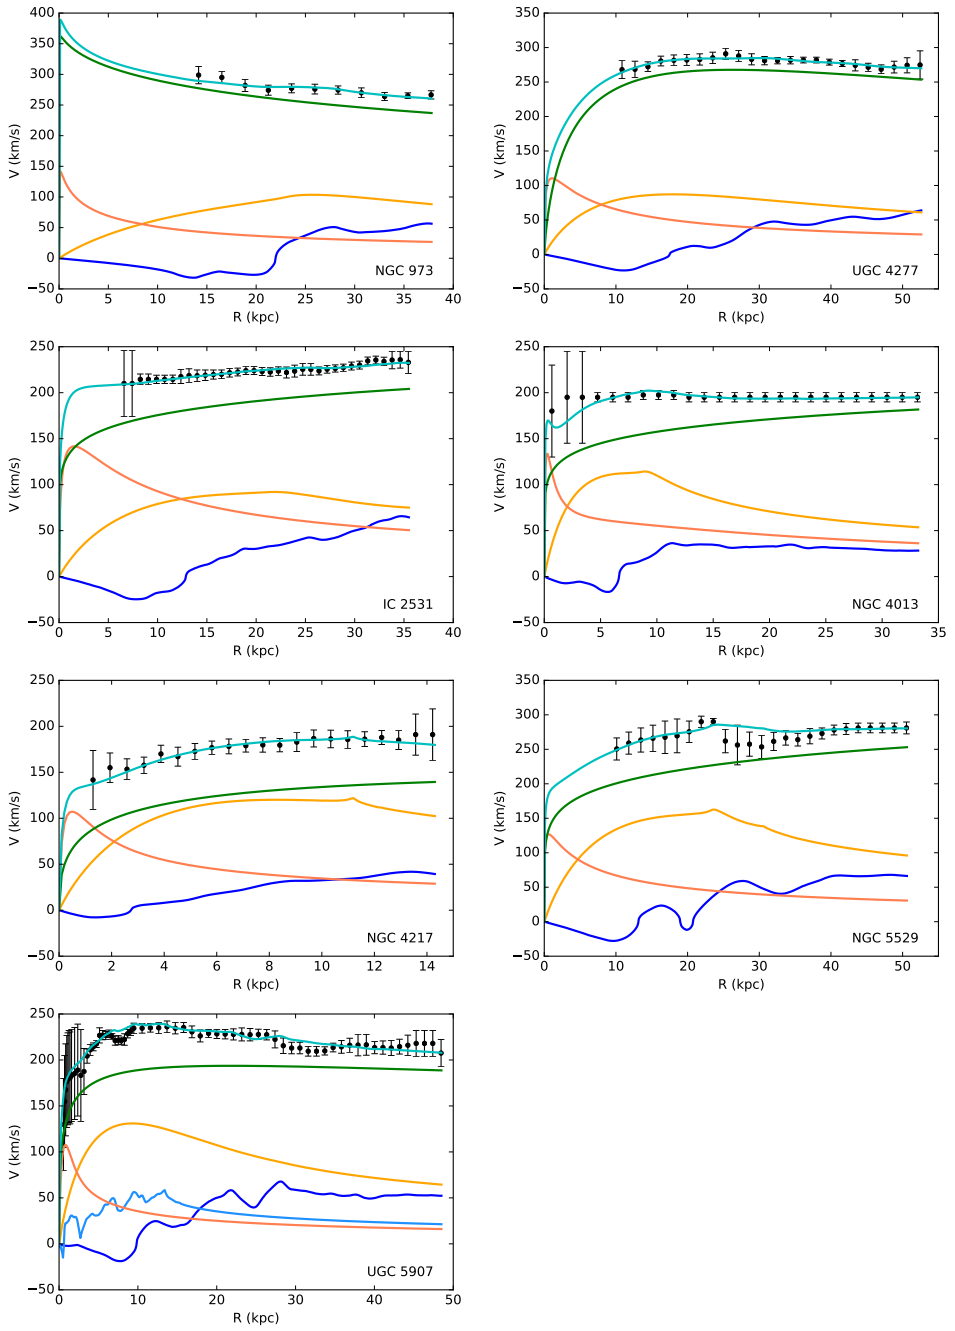 400
350
300
250
200
150
100
50
0
−50
V (km/s)
NGC 973
0 5 10 15 20 25 30 35 40
R (kpc)
350
300
250
200
150
100
50
0
−50
V (km/s)
UGC 4277
0 10 20 30 40 50
R (kpc)
250
200
150
100
50
0
−50
V (km/s)
IC 2531
0 5 10 15 20 25 30 35 40
R (kpc)
250
200
150
100
50
0
−50
V (km/s)
NGC 4013
0 5 10 15 20 25 30 35
R (kpc)
250
200
150
100
50
0
−50
V (km/s)
NGC 4217
0 2 4 6 8 10 12 14
R (kpc)
350
300
250
200
150
100
50
0
−50
V (km/s)
NGC 5529
0 10 20 30 40 50
R (kpc)
250
200
150
100
50
0
−50
V (km/s)
UGC 5907
0 10 20 30 40 50
R (kpc)